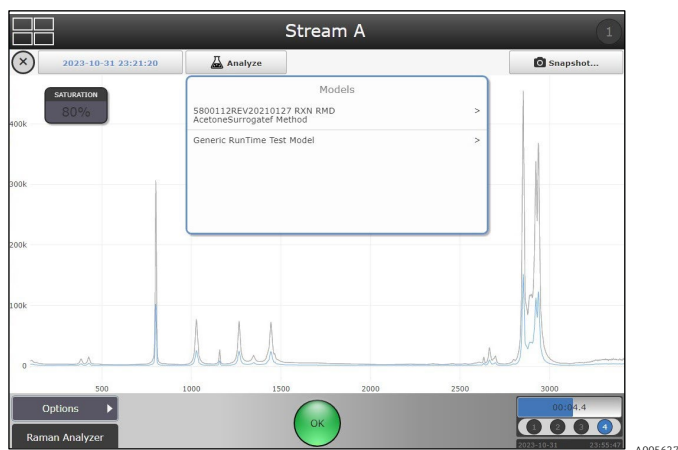 Stream A
1
2023-10-31 23:21:20
Analyze
Snapshot...
SATURATION
80%
Models
5800112REV20210127 RXN RMD
AcetoneSurrogatef Method
>
Generic RunTime Test Model
>
400k
300k
200k
100k
0
500
1000
1500
2000
2500
3000
Options
OK
00:04.4
1 2 3 4
Raman Analyzer
2023-10-31 23:55:47